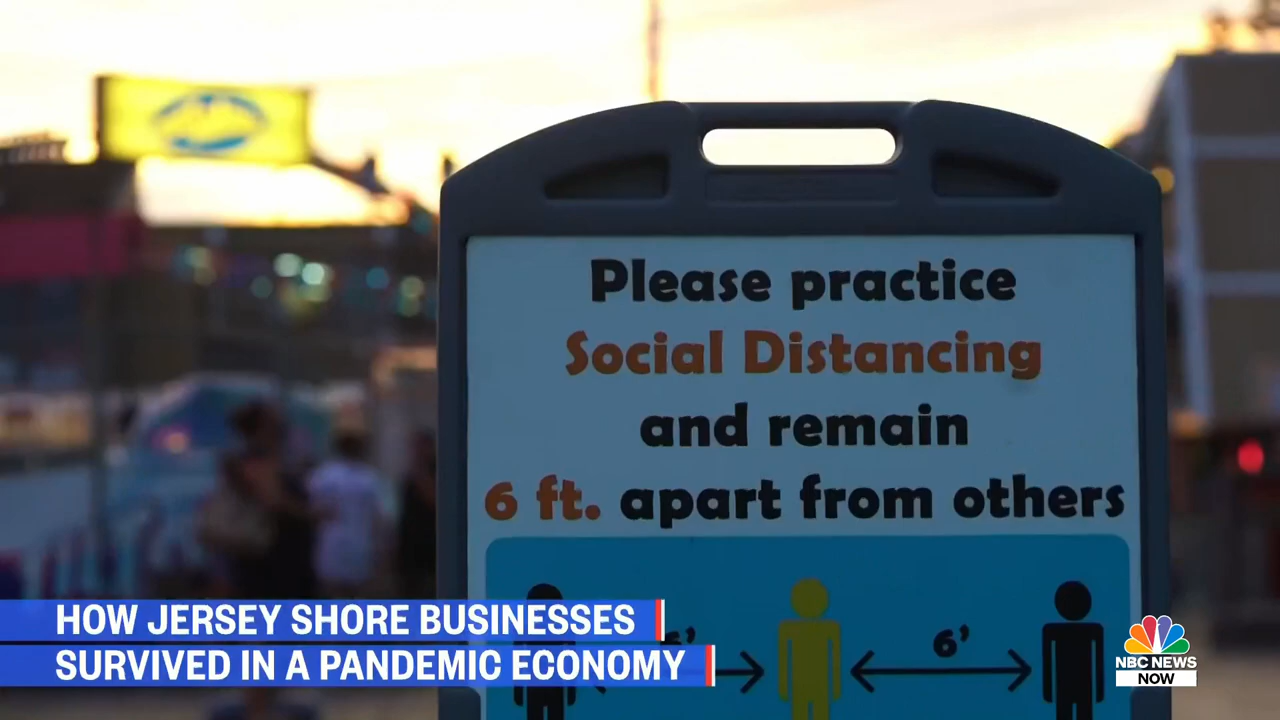 Please practice
Social Distancing
and remain
6 ft. apart from others
6'
6'
HOW JERSEY SHORE BUSINESSES
SURVIVED IN A PANDEMIC ECONOMY
NBC NEWS
NOW